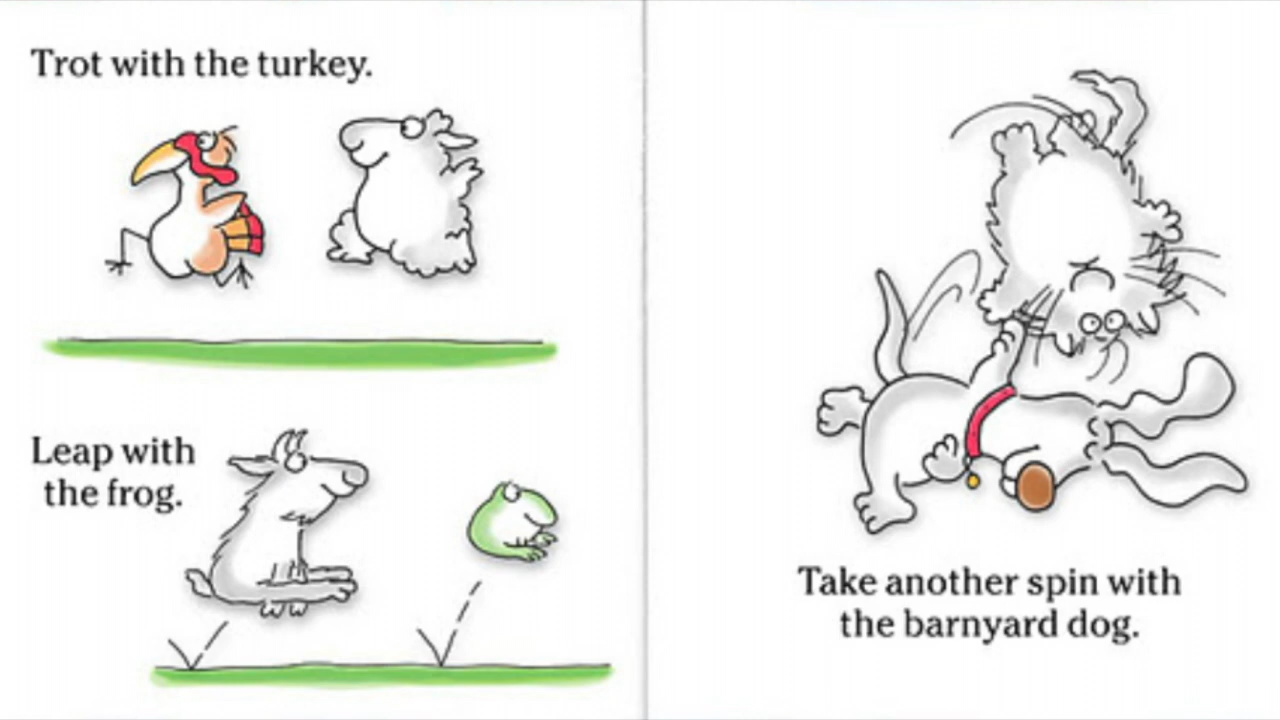 Trot with the turkey.
Leap with
the frog.
Take another spin with
the barnyard dog.